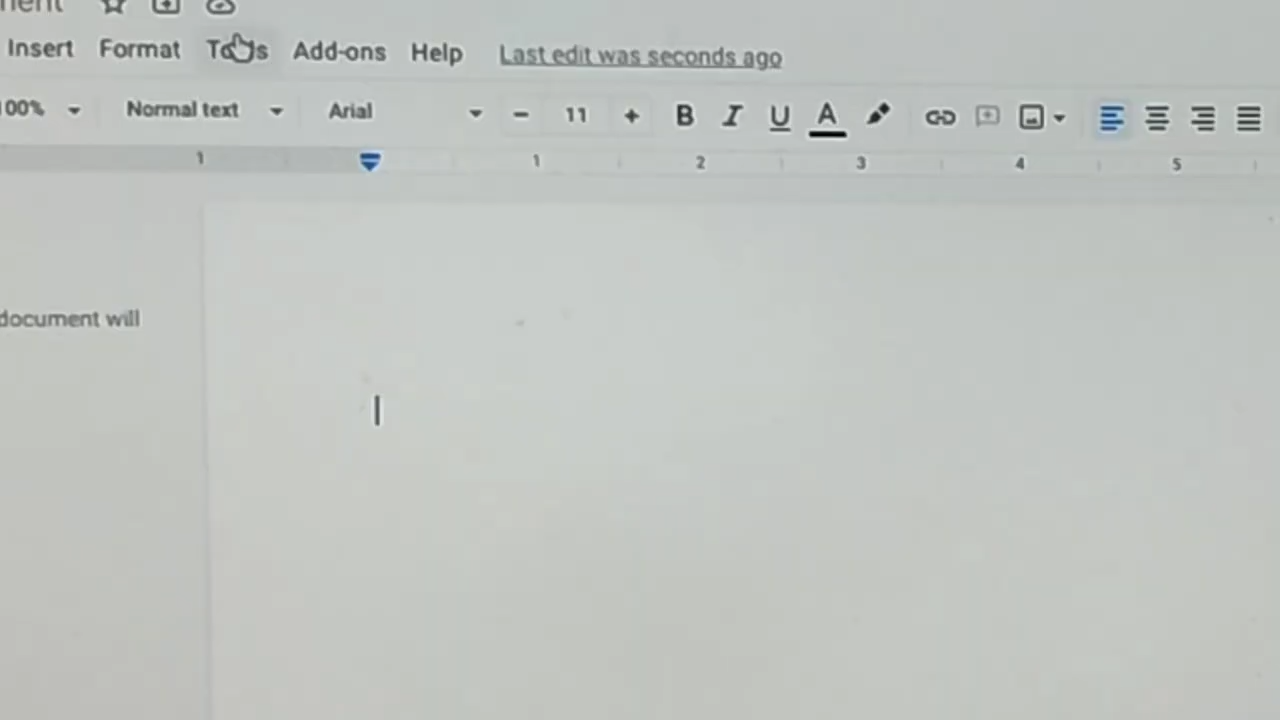 Insert Format Tools Add-ons Help Last edit was seconds ago
100% Normal text Arial - 11 + B I U A
1 1 2 3 4 5
document will